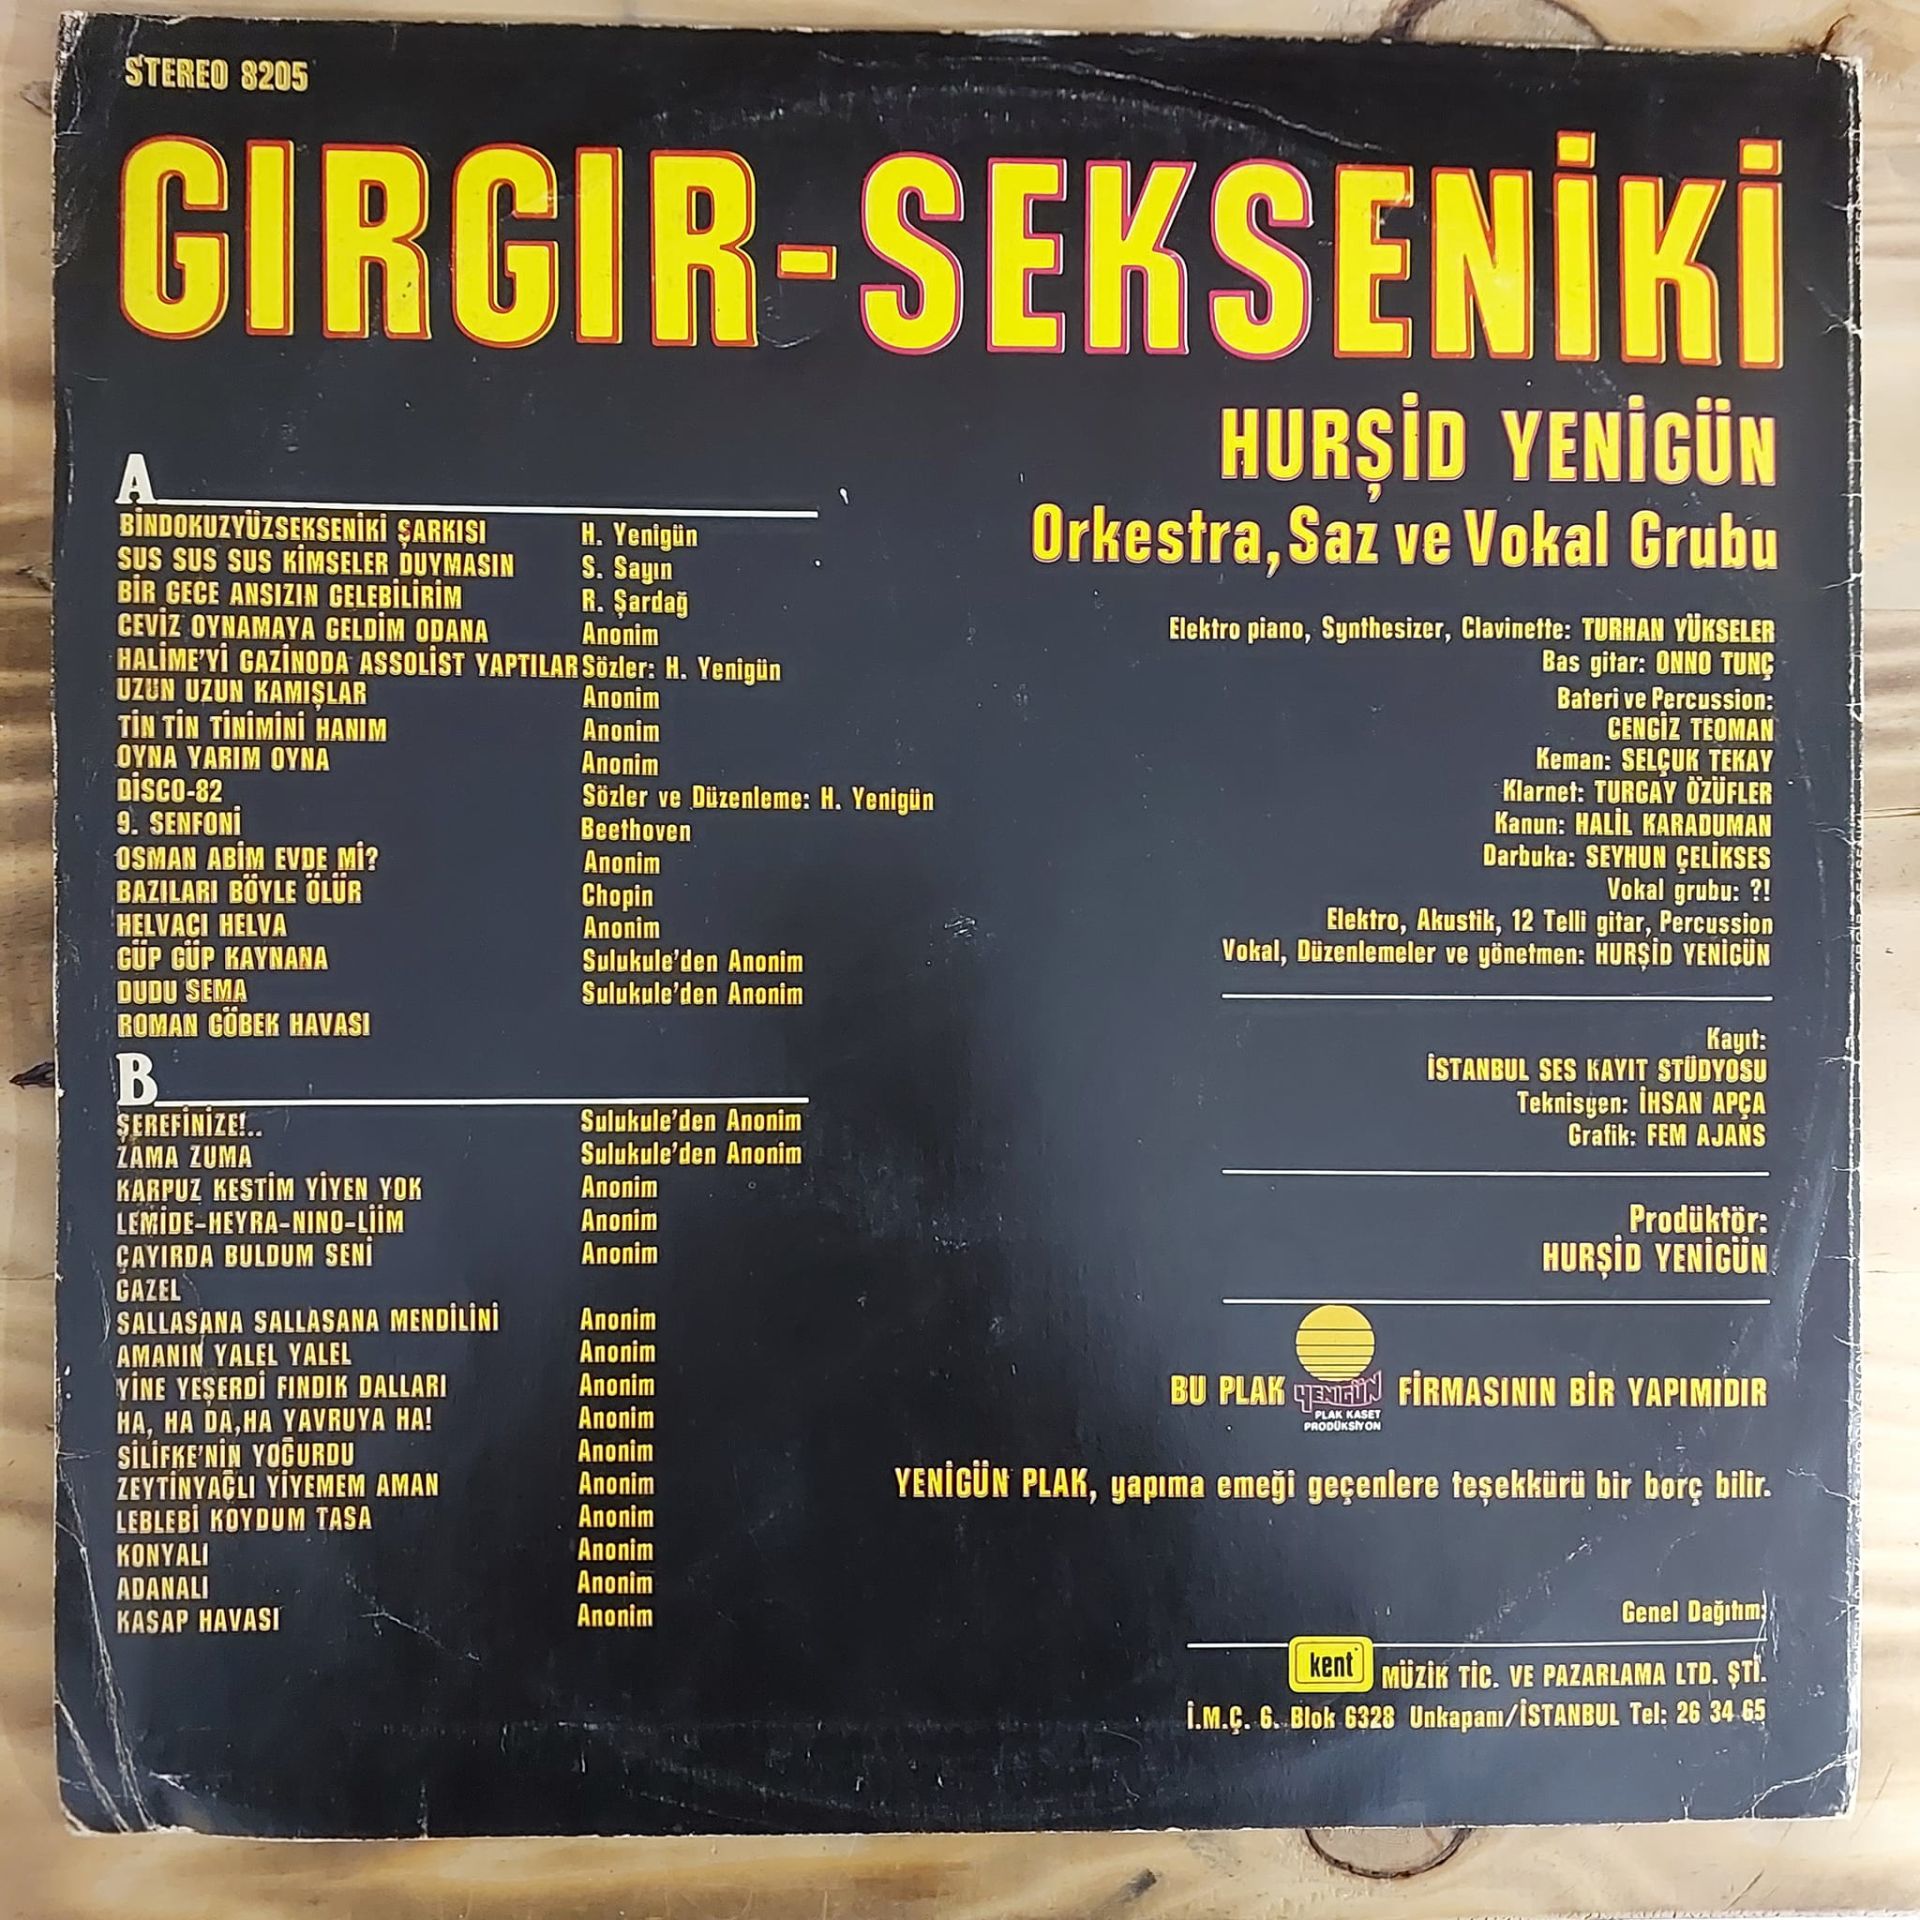 STEREO 8205
GIRGIR-SEKSENİKİ
HURŞİD YENİGÜN
Orkestra, Saz ve Vokal Grubu
A
BİNDOKUZYÜZSEKSENİKİ ŞARKISI H. Yenigün
SUS SUS SUS KİMSELER DUYMASIN S. Sayın
BİR GECE ANSIZIN GELEBİLİRİM R. Şardağ
CEVİZ OYNAMAYA GELDİM ODANA Anonim
HALİME'Yİ GAZİNODA ASSOLİST YAPTILAR Sözler: H. Yenigün
UZUN UZUN KAMIŞLAR Anonim
TİN TİN TİNİMİNİ HANIM Anonim
OYNA YARIM OYNA Anonim
DİSCO-82 Sözler ve Düzenleme: H. Yenigün
9. SENFONİ Beethoven
OSMAN ABİM EVDE Mİ? Anonim
BAZILARI BÖYLE ÖLÜR Chopin
HELVACI HELVA Anonim
GÜP GÜP KAYNANA Sulukule'den Anonim
DUDU SEMA Sulukule'den Anonim
ROMAN GÖBEK HAVASI
B
ŞEREFİNİZE!.. Sulukule'den Anonim
ZAMA ZUMA Sulukule'den Anonim
KARPUZ KESTİM YİYEN YOK Anonim
LEMİDE-HEYRA-NINO-LİİM Anonim
ÇAYIRDA BULDUM SENİ Anonim
GAZEL
SALLASANA SALLASANA MENDİLİNİ Anonim
AMANIN YALEL YALEL Anonim
YİNE YEŞERDİ FINDIK DALLARI Anonim
HA, HA DA,HA YAVRUYA HA! Anonim
SİLİFKE'NİN YOĞURDU Anonim
ZEYTİNYAĞLI YİYEMEM AMAN Anonim
LEBLEBİ KOYDUM TASA Anonim
KONYALI Anonim
ADANALI Anonim
KASAP HAVASI Anonim
Elektro piano, Synthesizer, Clavinette: TURHAN YÜKSELER
Bas gitar: ONNO TUNÇ
Bateri ve Percussion:
CENGİZ TEOMAN
Keman: SELÇUK TEKAY
Klarnet: TURGAY ÖZÜFLER
Kanun: HALİL KARADUMAN
Darbuka: SEYHUN ÇELİKSES
Vokal grubu: ?!
Elektro, Akustik, 12 Telli gitar, Percussion
Vokal, Düzenlemeler ve yönetmen: HURŞİD YENİGÜN
Kayıt:
İSTANBUL SES KAYIT STÜDYOSU
Teknisyen: İHSAN APÇA
Grafik: FEM AJANS
Prodüktör:
HURŞİD YENİGÜN
BU PLAK YENİGÜN PLAK KASET PRODÜKSİYON FİRMASININ BİR YAPIMIDIR
YENİGÜN PLAK, yapıma emeği geçenlere teşekkürü bir borç bilir.
Genel Dağıtım:
kent MÜZİK TİC. VE PAZARLAMA LTD. ŞTİ.
İ.M.Ç. 6. Blok 6328 Unkapanı/İSTANBUL Tel: 26 34 65